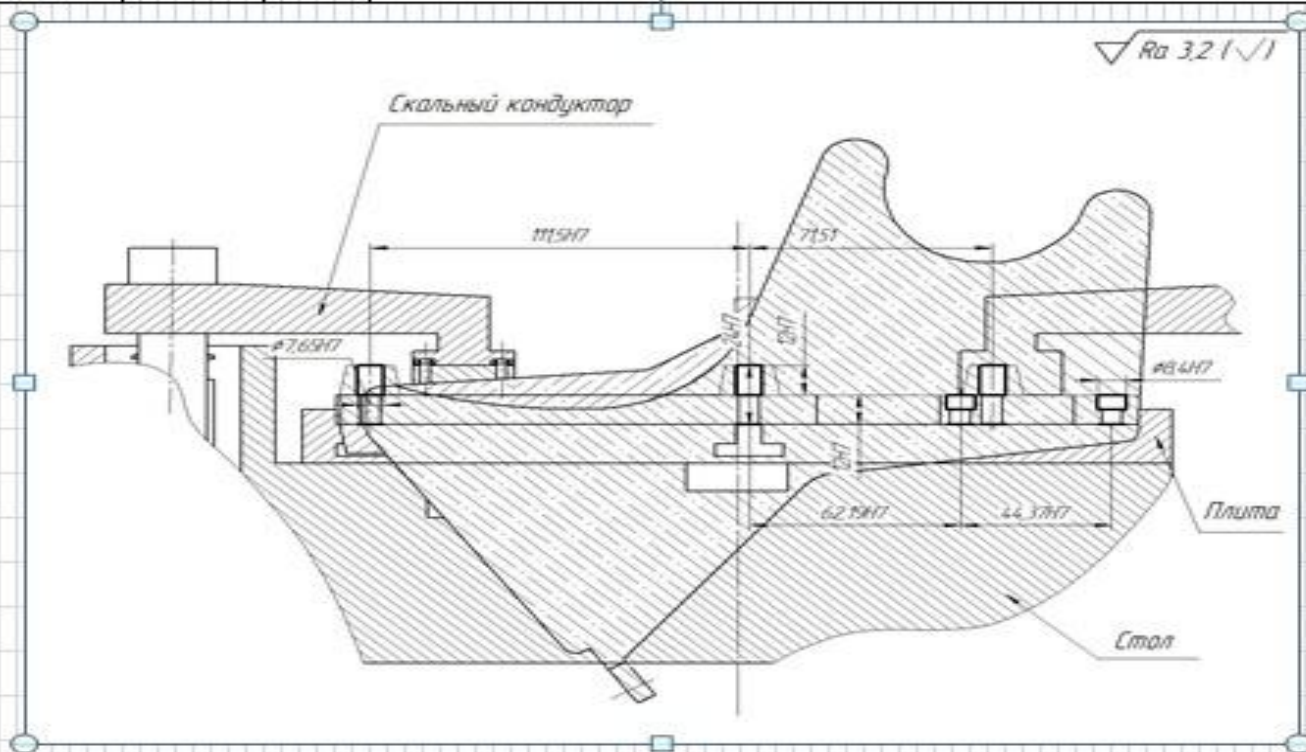 Ra 3,2 (√)
Скальный кондуктор
111,5H7
71,51
24H7
12H7
⌀7,65H7
⌀8,4H7
12H7
62,19H7
44,37H7
Плита
Стол